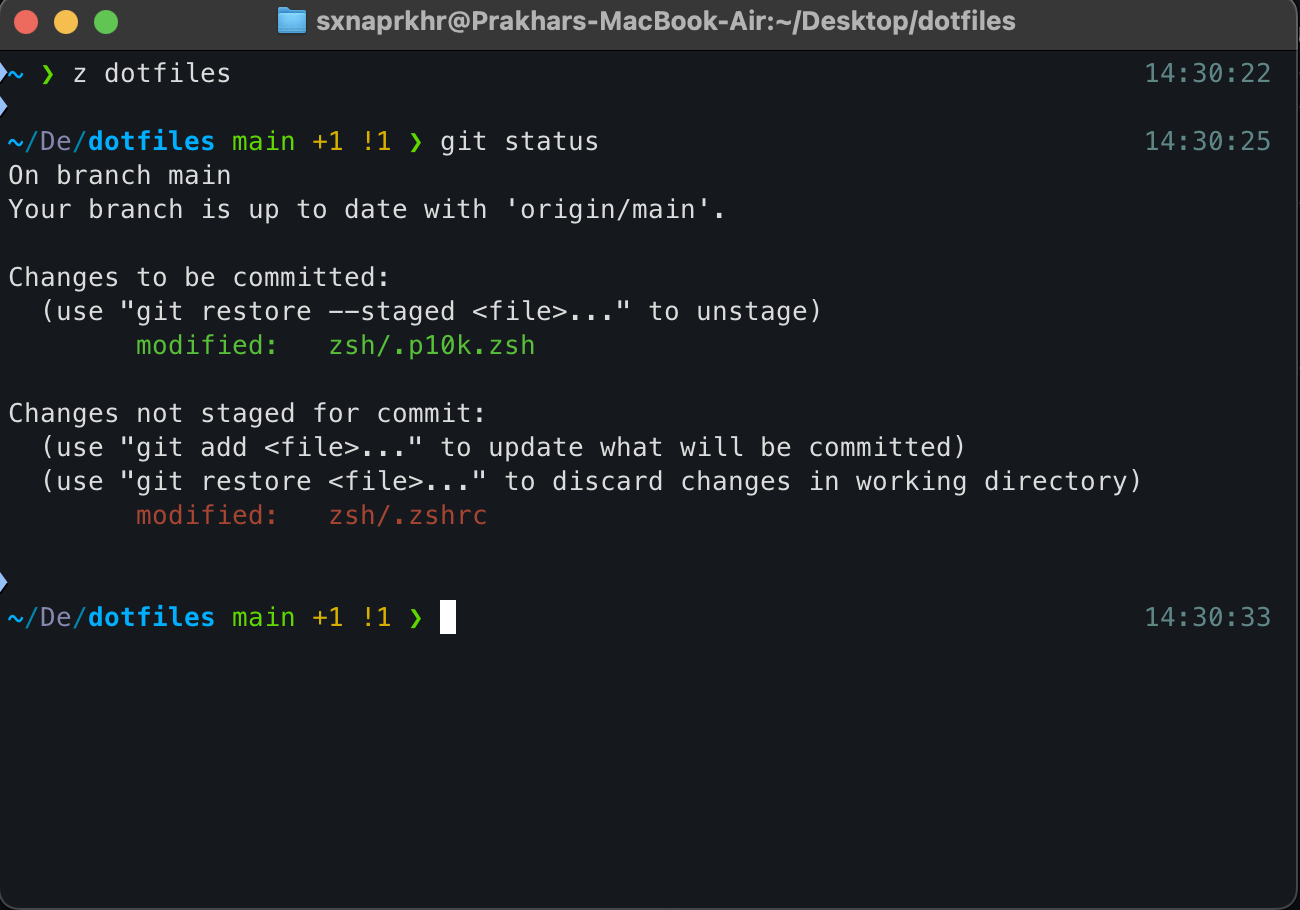 sxnaprkhr@Prakhars-MacBook-Air:~/Desktop/dotfiles
~ ❯ z dotfiles 14:30:22
~/De/dotfiles main +1 !1 ❯ git status 14:30:25
On branch main
Your branch is up to date with 'origin/main'.
Changes to be committed:
  (use "git restore --staged <file>..." to unstage)
        modified:   zsh/.p10k.zsh
Changes not staged for commit:
  (use "git add <file>..." to update what will be committed)
  (use "git restore <file>..." to discard changes in working directory)
        modified:   zsh/.zshrc
~/De/dotfiles main +1 !1 ❯ 14:30:33